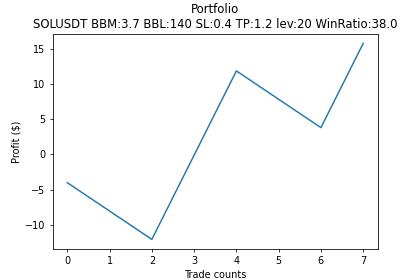 Portfolio
SOLUSDT BBM:3.7 BBL:140 SL:0.4 TP:1.2 lev:20 WinRatio:38.0
15
10
5
0
−5
−10
Profit ($)
0 1 2 3 4 5 6 7
Trade counts